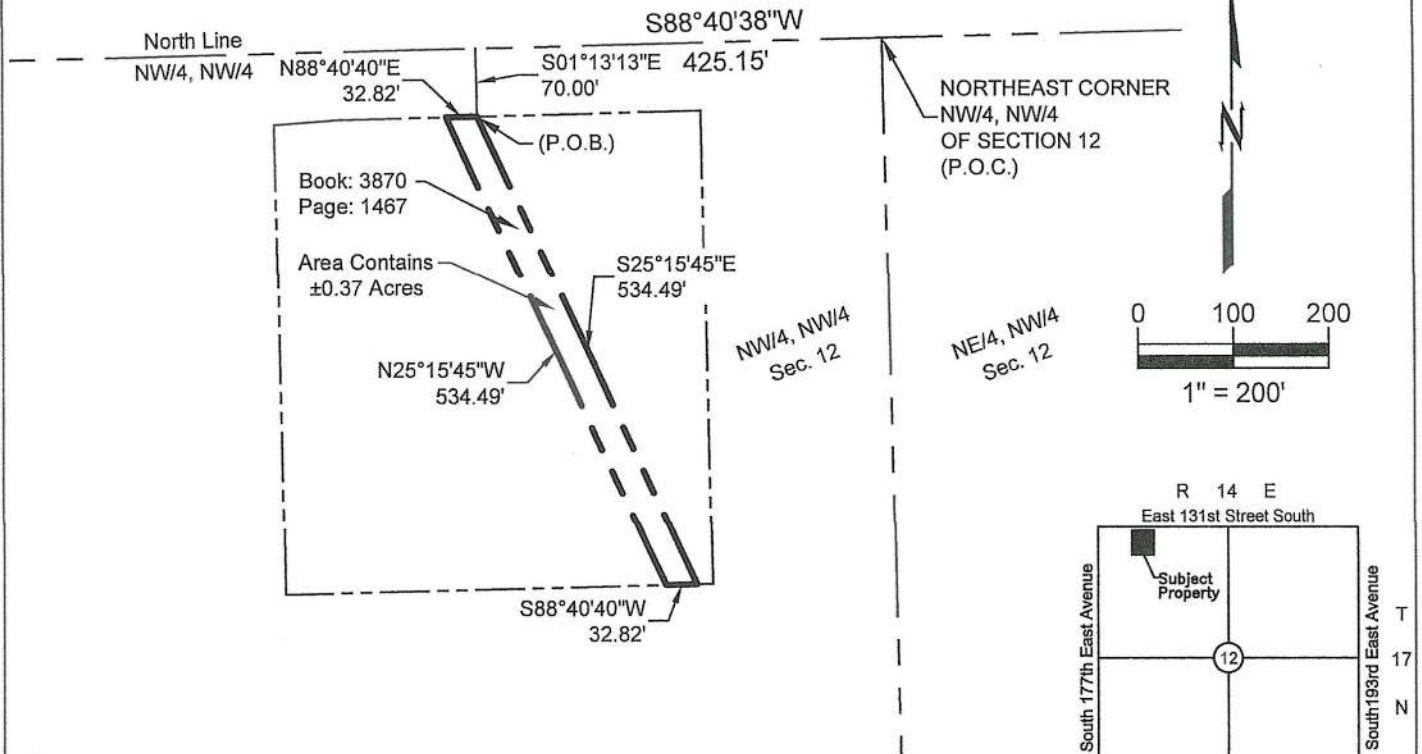 S88°40'38"W
425.15'
North Line
NW/4, NW/4
N88°40'40"E
32.82'
S01°13'13"E
70.00'
(P.O.B.)
NORTHEAST CORNER
NW/4, NW/4
OF SECTION 12
(P.O.C.)
N
Book: 3870
Page: 1467
Area Contains
±0.37 Acres
S25°15'45"E
534.49'
N25°15'45"W
534.49'
NW/4, NW/4
Sec. 12
NE/4, NW/4
Sec. 12
0 100 200
1" = 200'
S88°40'40"W
32.82'
R 14 E
East 131st Street South
Subject
Property
South 177th East Avenue
12
South193rd East Avenue
T
17
N